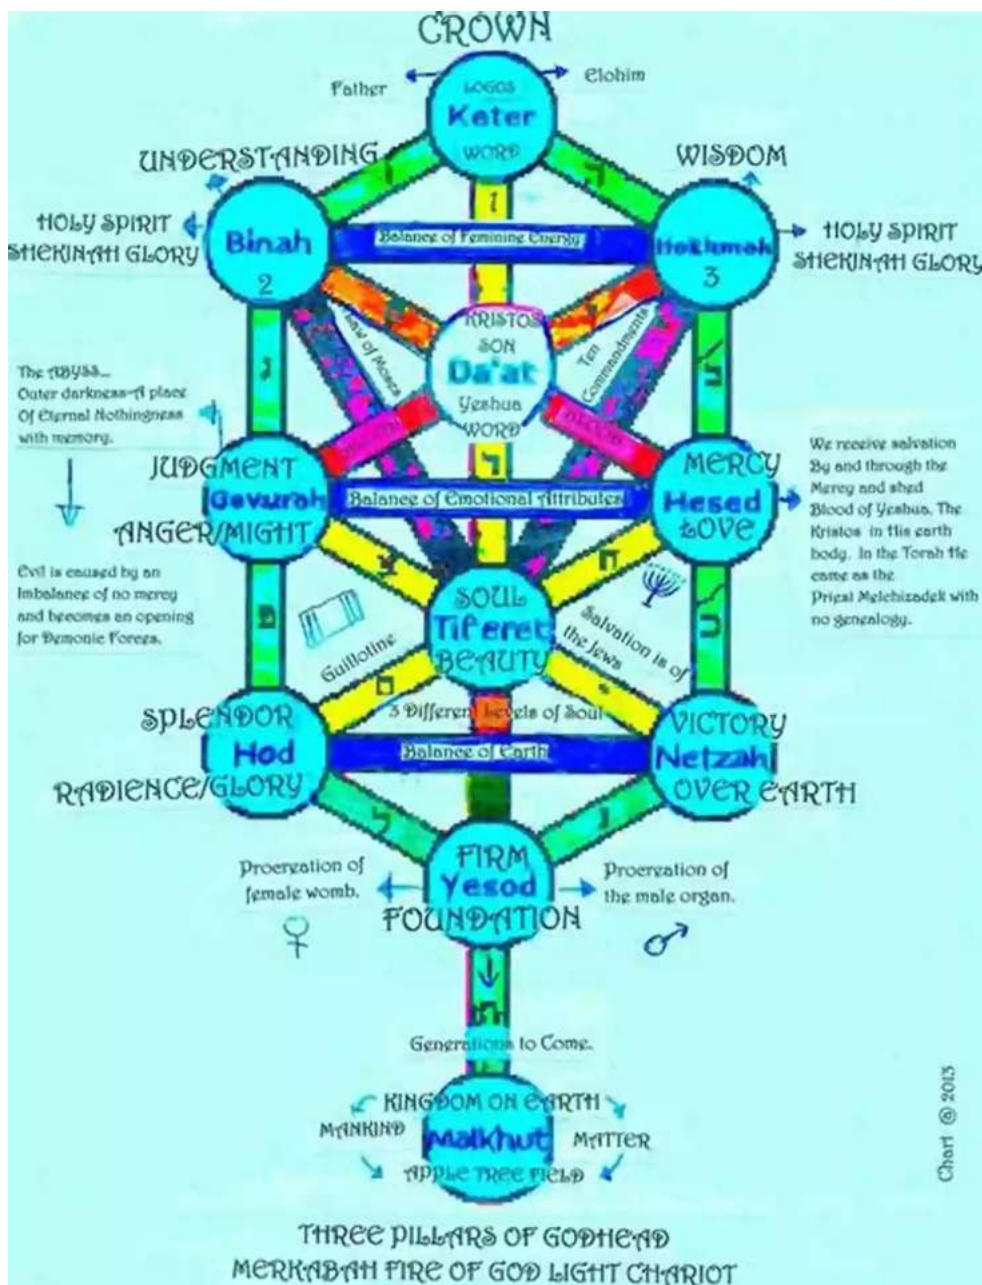 CROWN
Father
Elohim
LOGOS
Keter
WORD
UNDERSTANDING
WISDOM
ו
ה
ו
HOLY SPIRIT
SHEKINAH GLORY
Binah
2
Balance of Feminine Energy
Hokhmah
3
HOLY SPIRIT
SHEKINAH GLORY
Law of Moses
KRISTOS
SON
Da'at
Yeshua
WORD
Ten
Commandments
The ABYSS...
Outer darkness-A place
Of Eternal Nothingness
with memory.
JUDGMENT
Gevurah
ANGER/MIGHT
Balance of Emotional Attributes
MERCY
Hesed
LOVE
We receive salvation
By and through the
Mercy and shed
Blood of Yeshua. The
Kristos in His earth
body. In the Torah He
came as the
Priest Melchizadek with
no genealogy.
Evil is caused by an
Imbalance of no mercy
and becomes an opening
for Demonic Forces.
צ
ח
פ
SOUL
Tiferet
BEAUTY
Guillotine
Salvation is of
the Jews
ם
י
3 Different Levels of Soul
SPLENDOR
Hod
RADIENCE/GLORY
Balance of Earth
VICTORY
Netzah
OVER EARTH
ל
נ
Procreation of
female womb.
♀
FIRM
Yesod
FOUNDATION
Procreation of
the male organ.
♂
ת
Generations to Come.
KINGDOM ON EARTH
MANKIND
Malkhut
MATTER
APPLE TREE FIELD
Chart @ 2013
THREE PILLARS OF GODHEAD
MERKABAH FIRE OF GOD LIGHT CHARIOT